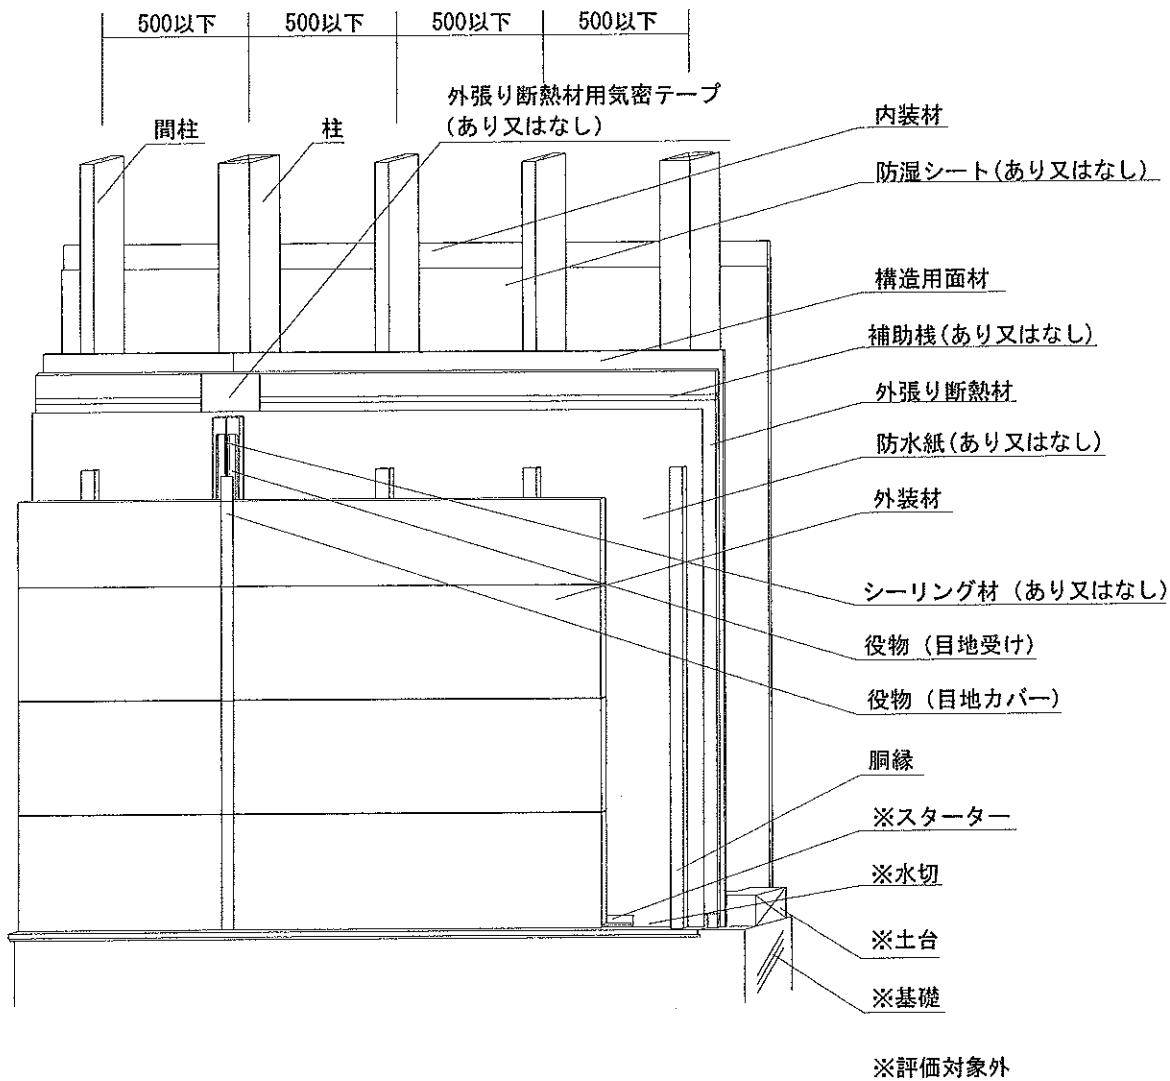 500以下
500以下
500以下
500以下
外張り断熱材用気密テープ
(あり又はなし)
間柱
柱
内装材
防湿シート(あり又はなし)
構造用面材
補助桟(あり又はなし)
外張り断熱材
防水紙(あり又はなし)
外装材
シーリング材 (あり又はなし)
役物 (目地受け)
役物 (目地カバー)
胴縁
※スターター
※水切
※土台
※基礎
※評価対象外